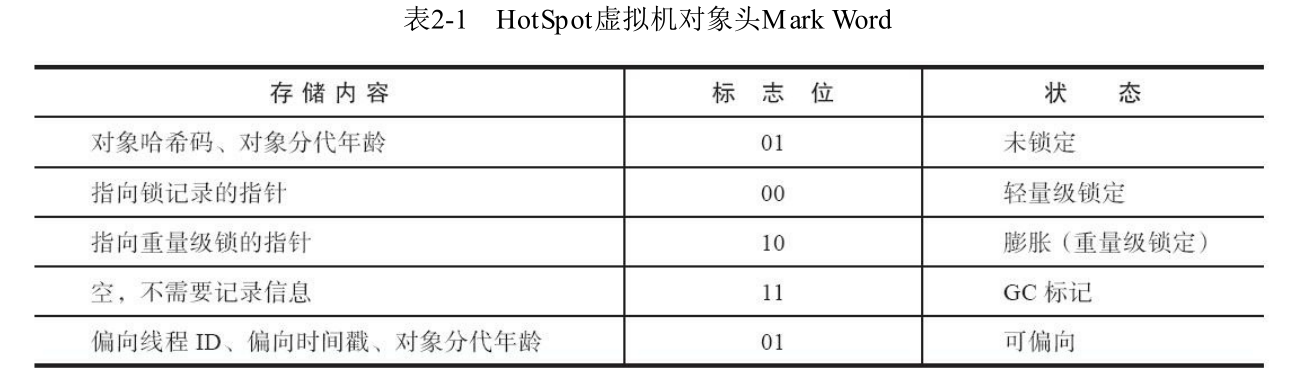 表2-1 HotSpot虚拟机对象头Mark Word
存储内容 标志位 状态
对象哈希码、对象分代年龄 01 未锁定
指向锁记录的指针 00 轻量级锁定
指向重量级锁的指针 10 膨胀（重量级锁定）
空，不需要记录信息 11 GC 标记
偏向线程 ID、偏向时间戳、对象分代年龄 01 可偏向